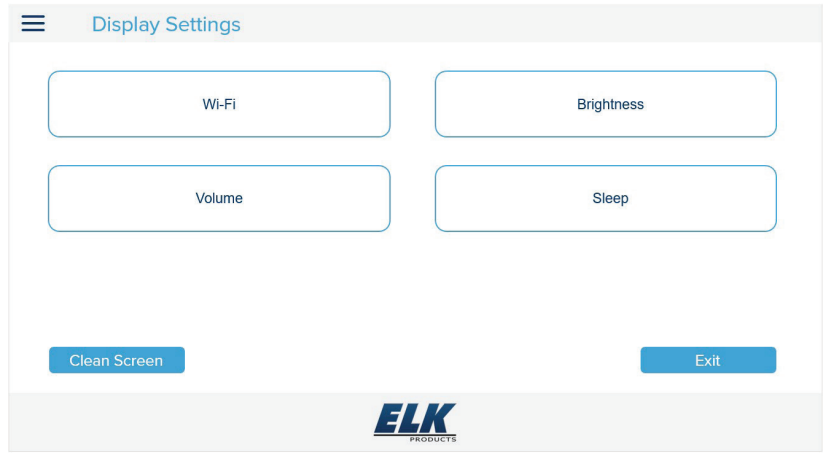 Display Settings
Wi-Fi
Brightness
Volume
Sleep
Clean Screen
Exit
ELK
PRODUCTS